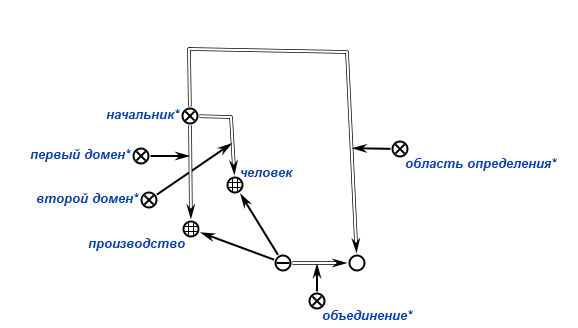 начальник*
первый домен*
область определения*
человек
второй домен*
производство
объединение*